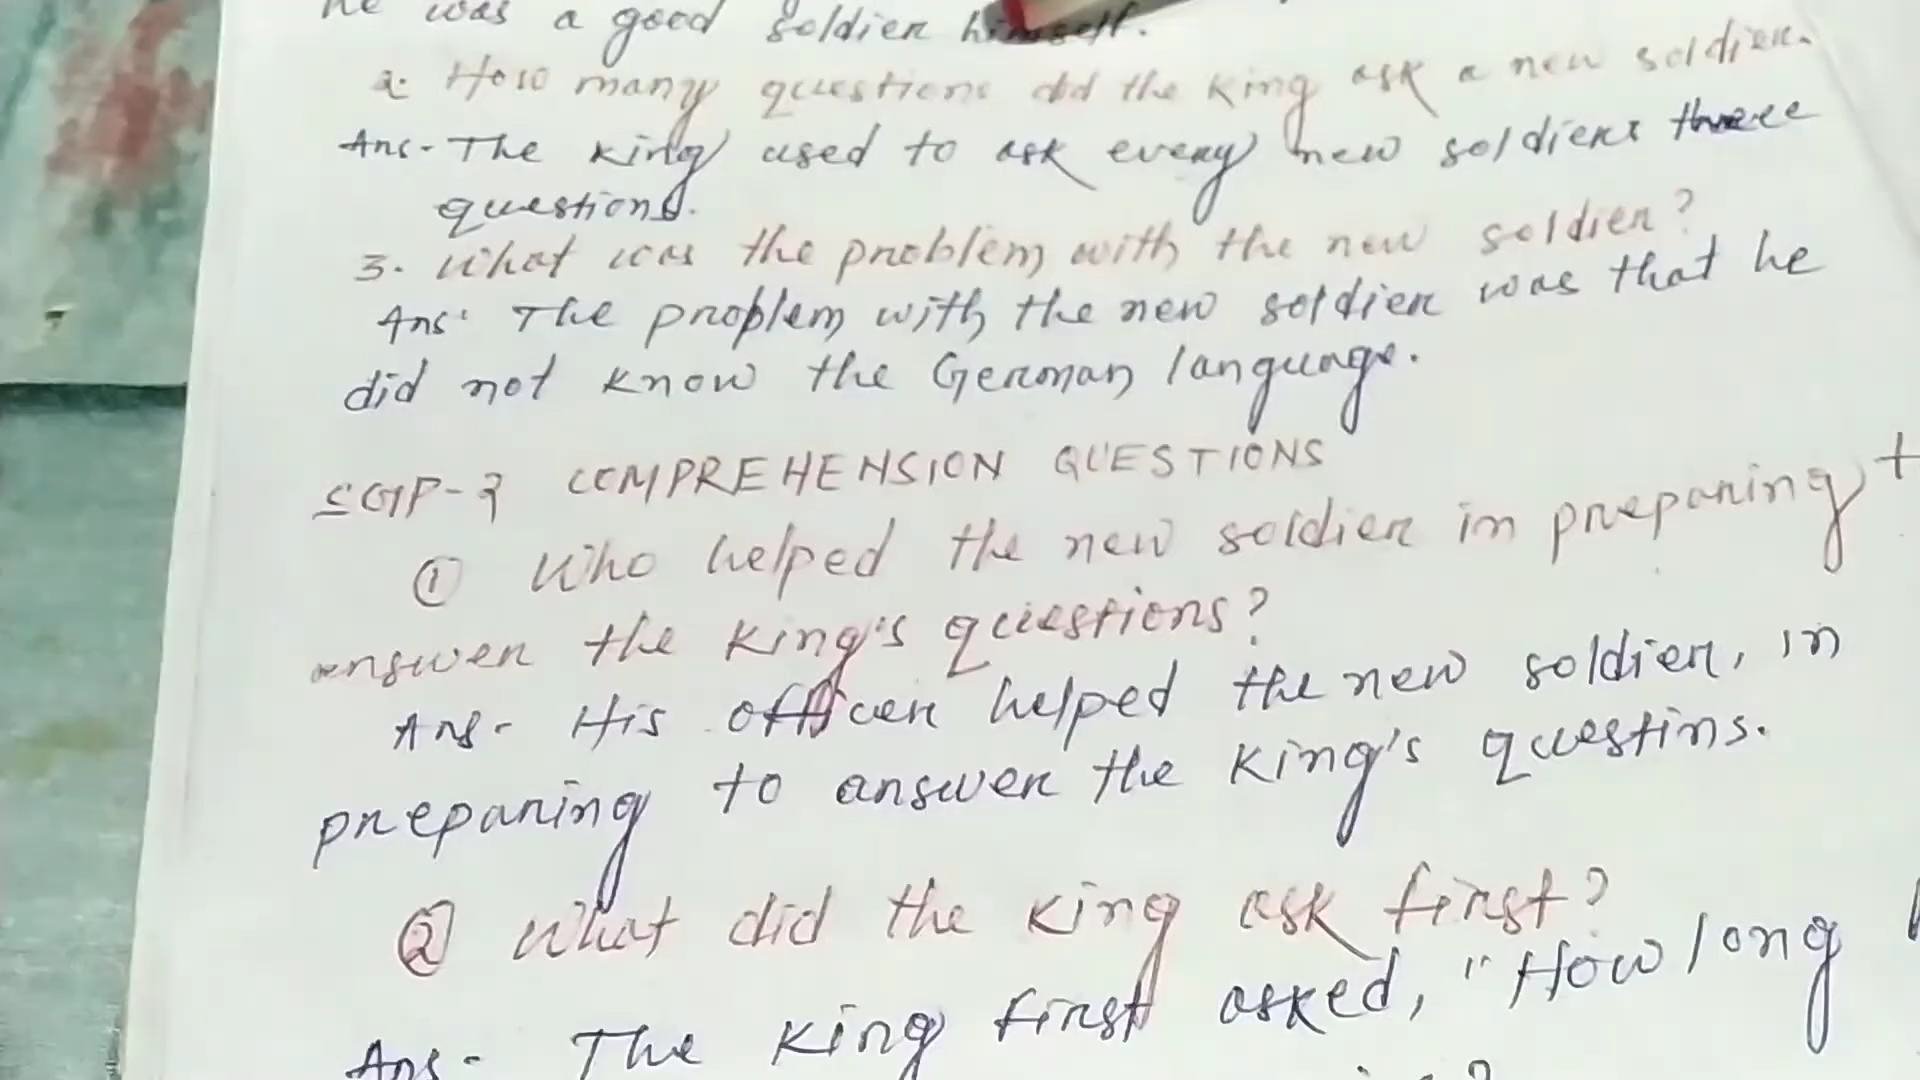 he was a good soldier himself.
2. How many questions did the king ask a new soldier.
Ans- The king used to ask every new soldiers three
questions.
3. What was the problem with the new soldier?
Ans: The problem with the new soldier was that he
did not know the German language.
SGP-2 COMPREHENSION QUESTIONS
① Who helped the new soldier in preparing t
answer the king's questions?
Ans- His officer helped the new soldier, in
preparing to answer the king's questins.
② What did the king ask first?
Ans- The king first asked, "How long